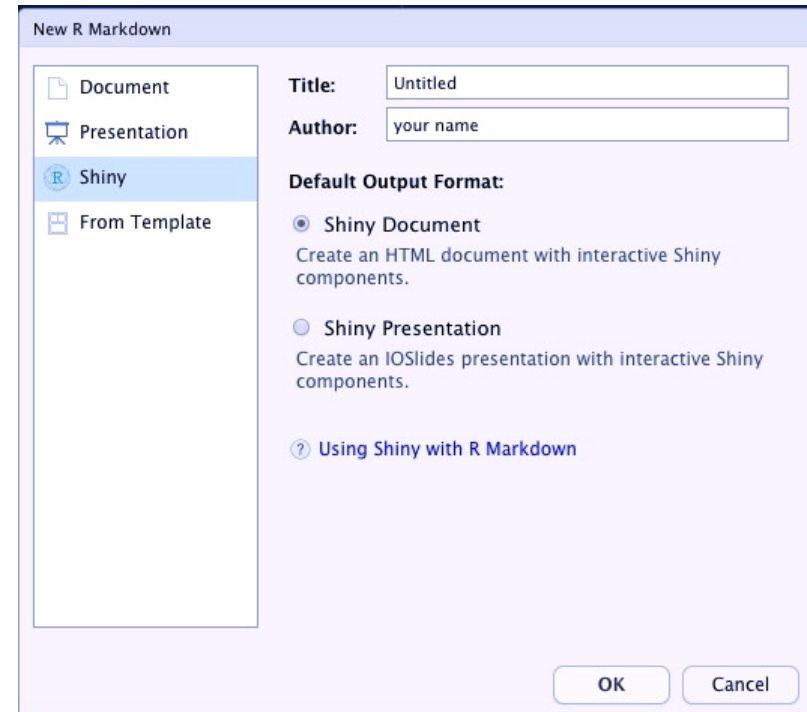 New R Markdown
Document
Presentation
R Shiny
From Template
Title: Untitled
Author: your name
Default Output Format:
Shiny Document
Create an HTML document with interactive Shiny
components.
Shiny Presentation
Create an IOSlides presentation with interactive Shiny
components.
? Using Shiny with R Markdown
OK Cancel